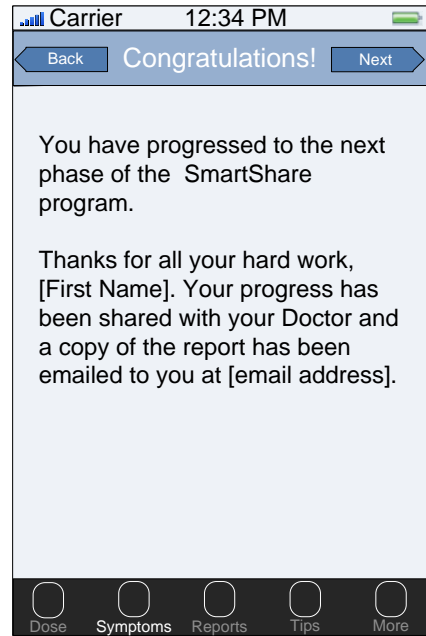 Carrier 12:34 PM
Back Congratulations! Next
You have progressed to the next
phase of the  SmartShare
program.
Thanks for all your hard work,
[First Name]. Your progress has
been shared with your Doctor and
a copy of the report has been
emailed to you at [email address].
Dose Symptoms Reports Tips More